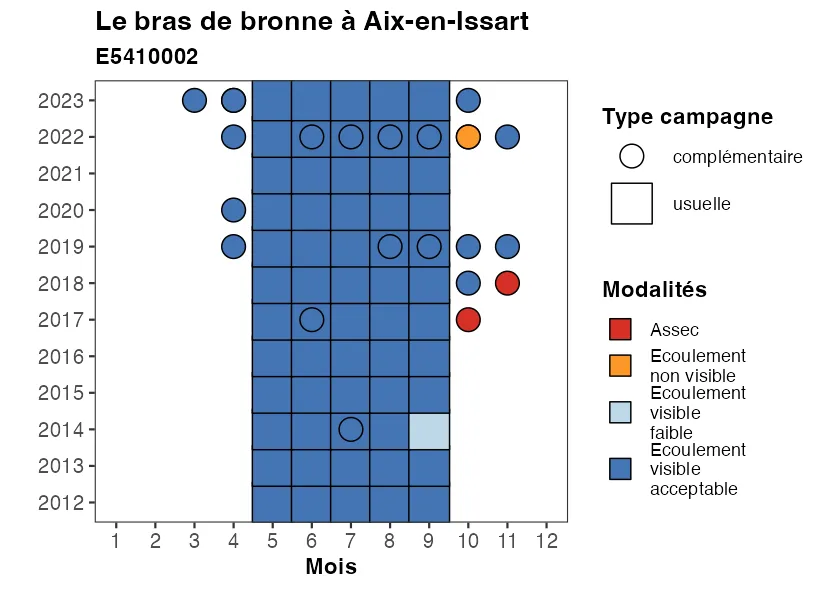 Le bras de bronne à Aix-en-Issart
E5410002
2023
2022
2021
2020
2019
2018
2017
2016
2015
2014
2013
2012
1 2 3 4 5 6 7 8 9 10 11 12
Mois
Type campagne
complémentaire
usuelle
Modalités
Assec
Ecoulement
non visible
Ecoulement
visible
faible
Ecoulement
visible
acceptable